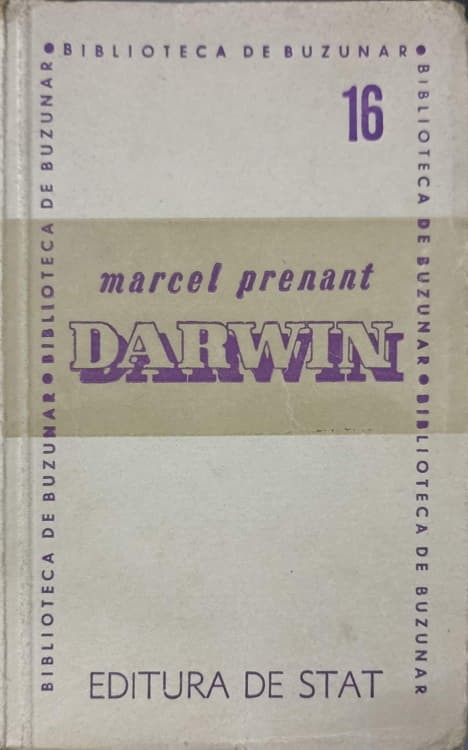 ● BIBLIOTECA DE BUZUNAR ●
16
BIBLIOTECA DE BUZUNAR ● BIBLIOTECA DE BUZUNAR
BIBLIOTECA DE BUZUNAR ● BIBLIOTECA DE BUZUNAR
marcel prenant
DARWIN
EDITURA DE STAT